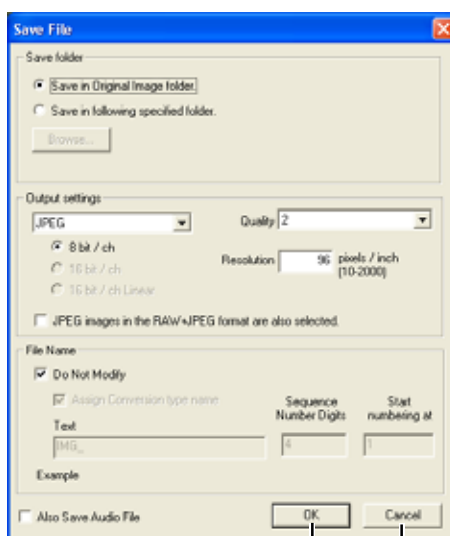 Save File
Save folder
Save in Original Image folder.
Save in following specified folder.
Browse...
Output settings
JPEG
Quality 2
8 bit / ch
Resolution 96 pixels / inch
16 bit / ch
(10-2000)
16 bit / ch Linear
JPEG images in the RAW+JPEG format are also selected.
File Name
Do Not Modify
Assign Conversion type name
Sequence Number Digits
Start numbering at
Text
IMG_
4
1
Example
Also Save Audio File
OK
Cancel